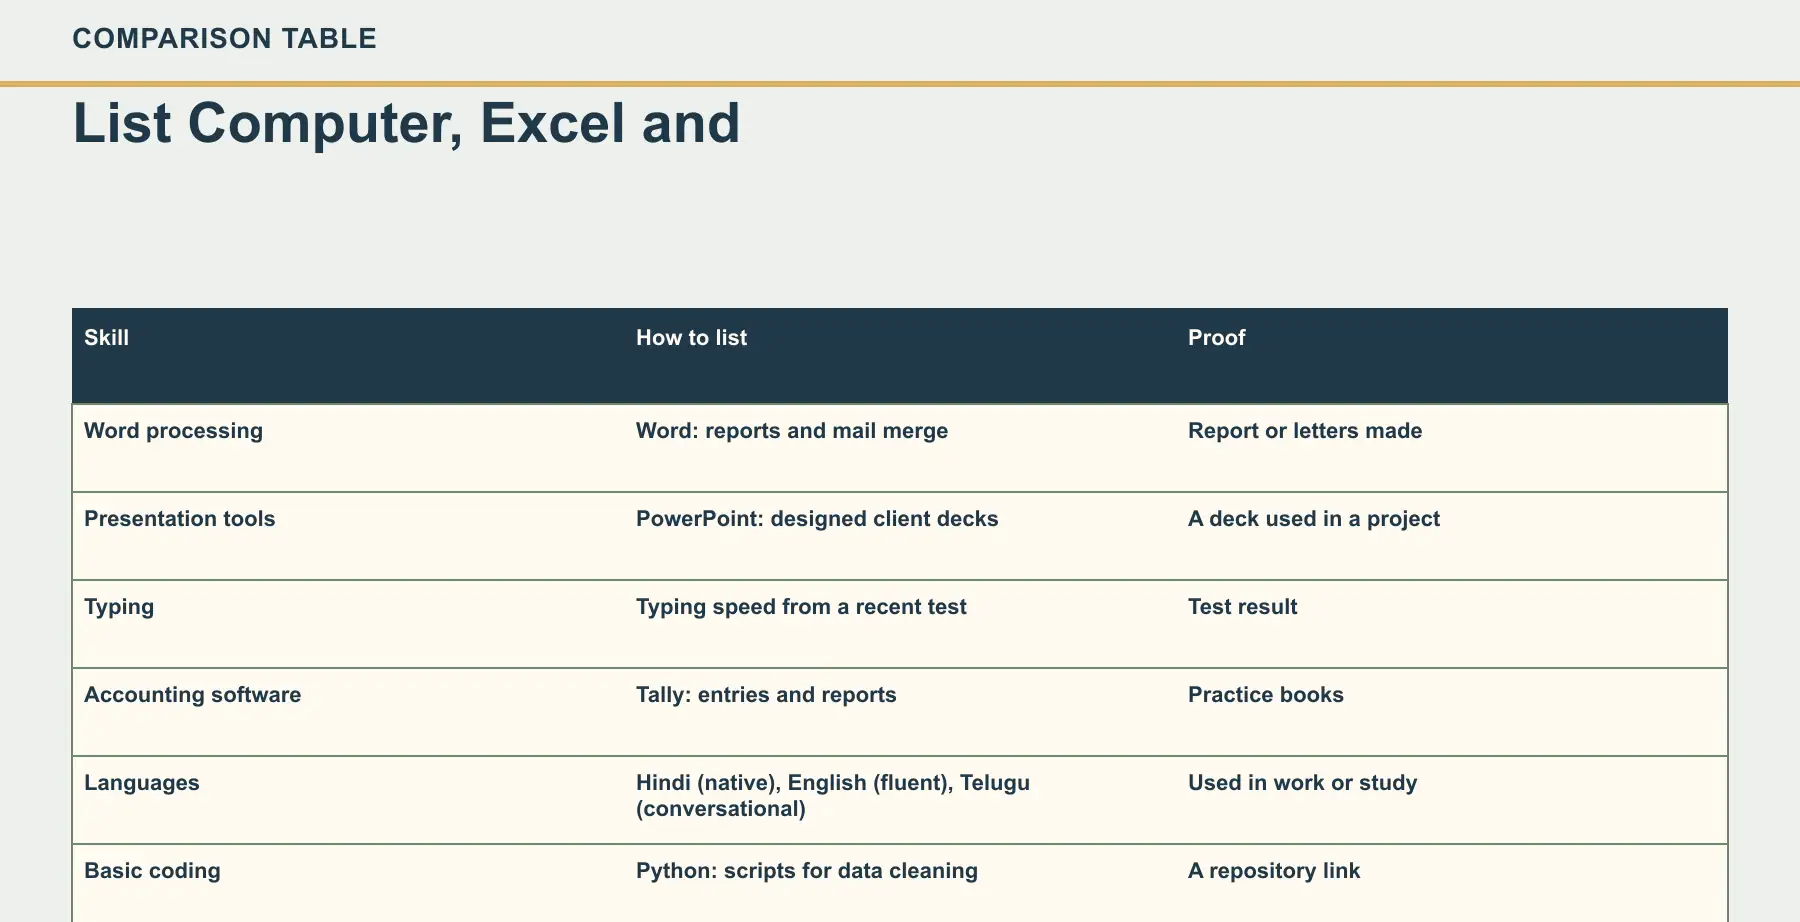 COMPARISON TABLE
List Computer, Excel and
Skill How to list Proof
Word processing Word: reports and mail merge Report or letters made
Presentation tools PowerPoint: designed client decks A deck used in a project
Typing Typing speed from a recent test Test result
Accounting software Tally: entries and reports Practice books
Languages Hindi (native), English (fluent), Telugu Used in work or study
(conversational)
Basic coding Python: scripts for data cleaning A repository link